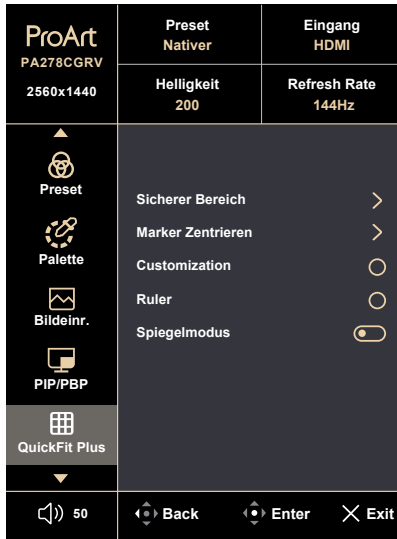 ProArt
PA278CGRV
2560x1440
Preset
Nativer
Eingang
HDMI
Helligkeit
200
Refresh Rate
144Hz
Preset
Palette
Bildeinr.
PIP/PBP
QuickFit Plus
Sicherer Bereich
Marker Zentrieren
Customization
Ruler
Spiegelmodus
50
Back
Enter
Exit